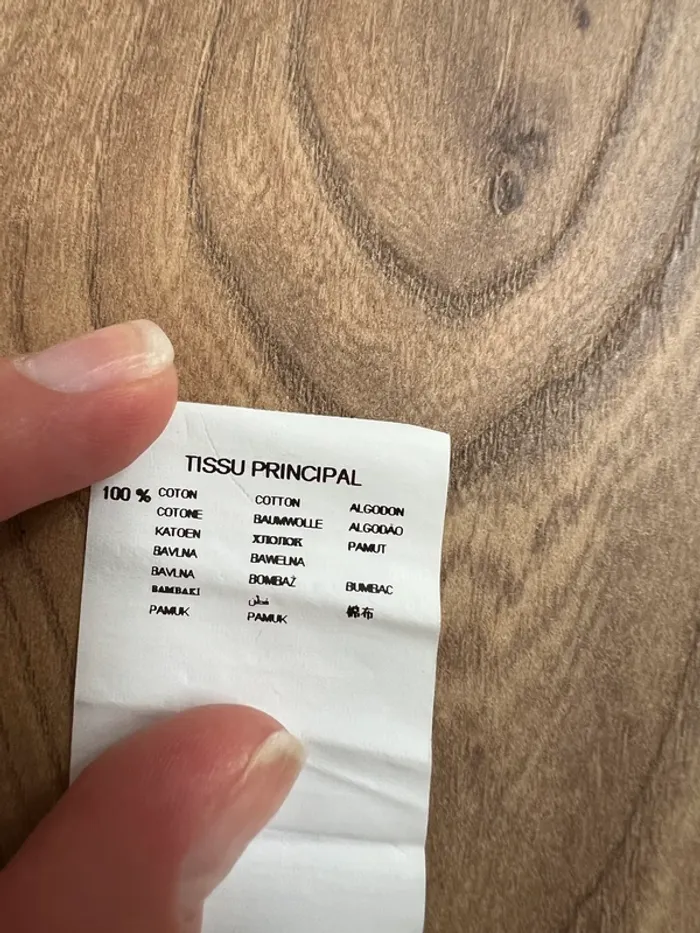 TISSU PRINCIPAL
100 % COTON COTTON ALGODON
COTONE BAUMWOLLE ALGODÃO
KATOEN ХЛОПОК PAMUT
BAVLNA BAWEŁNA
BAVLNA BOMBAŽ BUMBAC
BAMBAKI قطن 棉布
PAMUK PAMUK